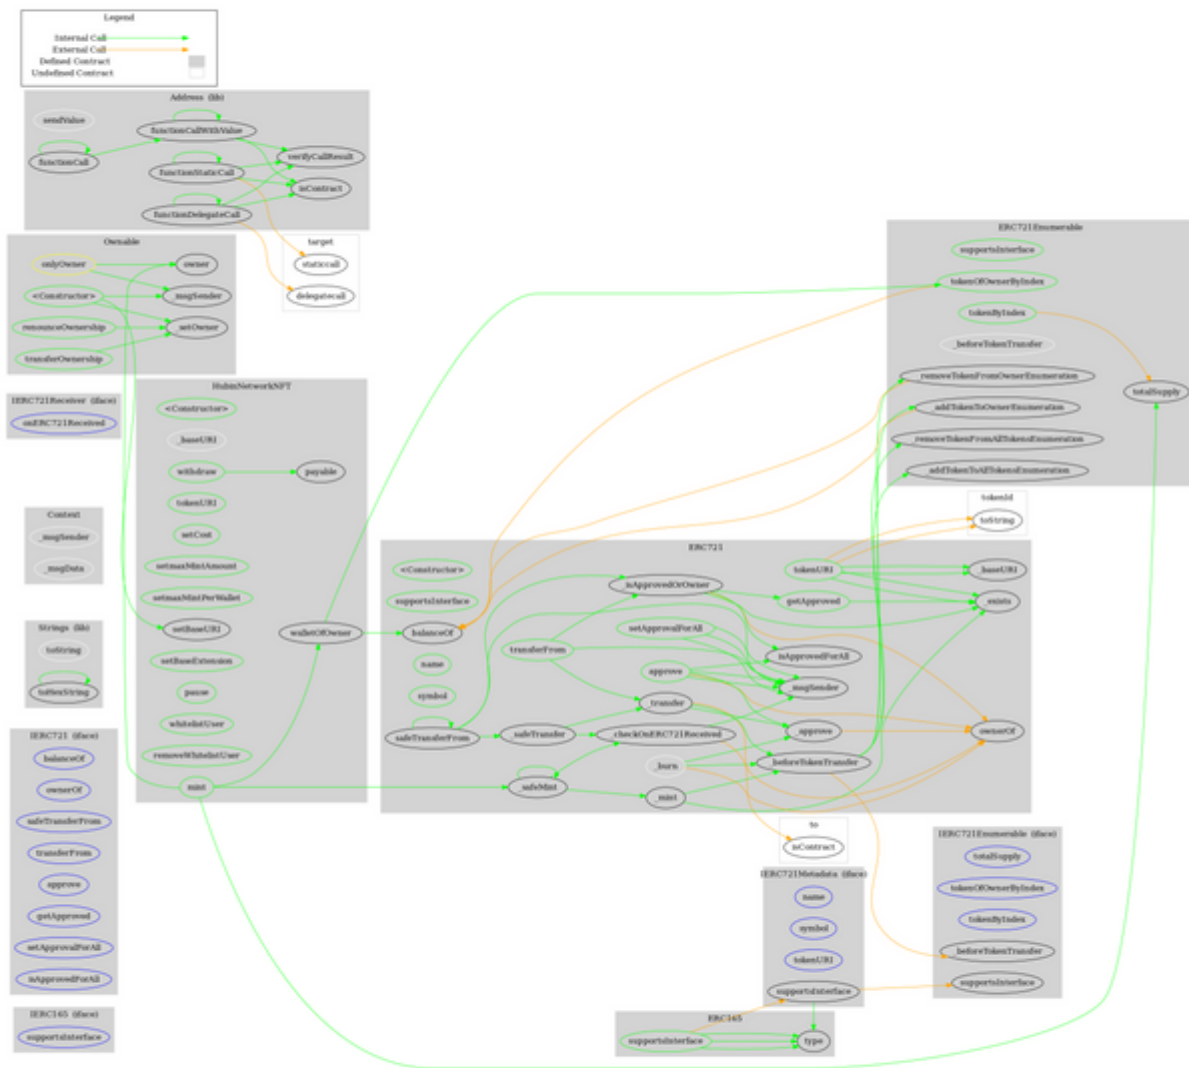 Legend
Internal Call
External Call
Defined Contract
Undefined Contract
Address (lib)
sendValue
functionCall
functionCallWithValue
functionStaticCall
functionDelegateCall
verifyCallResult
isContract
Ownable
onlyOwner
<Constructor>
renounceOwnership
transferOwnership
owner
_msgSender
_setOwner
target
staticcall
delegatecall
IERC721Receiver (iface)
onERC721Received
Context
_msgSender
_msgData
Strings (lib)
toString
toHexString
IERC721 (iface)
balanceOf
ownerOf
safeTransferFrom
transferFrom
approve
getApproved
setApprovalForAll
isApprovedForAll
IERC165 (iface)
supportsInterface
HubinNetworkNFT
<Constructor>
_baseURI
withdraw
payable
tokenURI
setCost
setmaxMintAmount
setmaxMintPerWallet
setBaseURI
walletOfOwner
setBaseExtension
pause
whitelistUser
removeWhitelistUser
mint
ERC721
<Constructor>
supportsInterface
balanceOf
name
symbol
safeTransferFrom
_safeTransfer
_safeMint
_isApprovedOrOwner
setApprovalForAll
transferFrom
approve
_transfer
_checkOnERC721Received
_burn
_mint
tokenURI
getApproved
isApprovedForAll
_msgSender
_approve
_beforeTokenTransfer
_baseURI
_exists
ownerOf
ERC721Enumerable
supportsInterface
tokenOfOwnerByIndex
tokenByIndex
_beforeTokenTransfer
_removeTokenFromOwnerEnumeration
_addTokenToOwnerEnumeration
_removeTokenFromAllTokensEnumeration
_addTokenToAllTokensEnumeration
totalSupply
tokenId
toString
to
isContract
IERC721Metadata (iface)
name
symbol
tokenURI
supportsInterface
IERC721Enumerable (iface)
totalSupply
tokenOfOwnerByIndex
tokenByIndex
_beforeTokenTransfer
supportsInterface
ERC165
supportsInterface
type